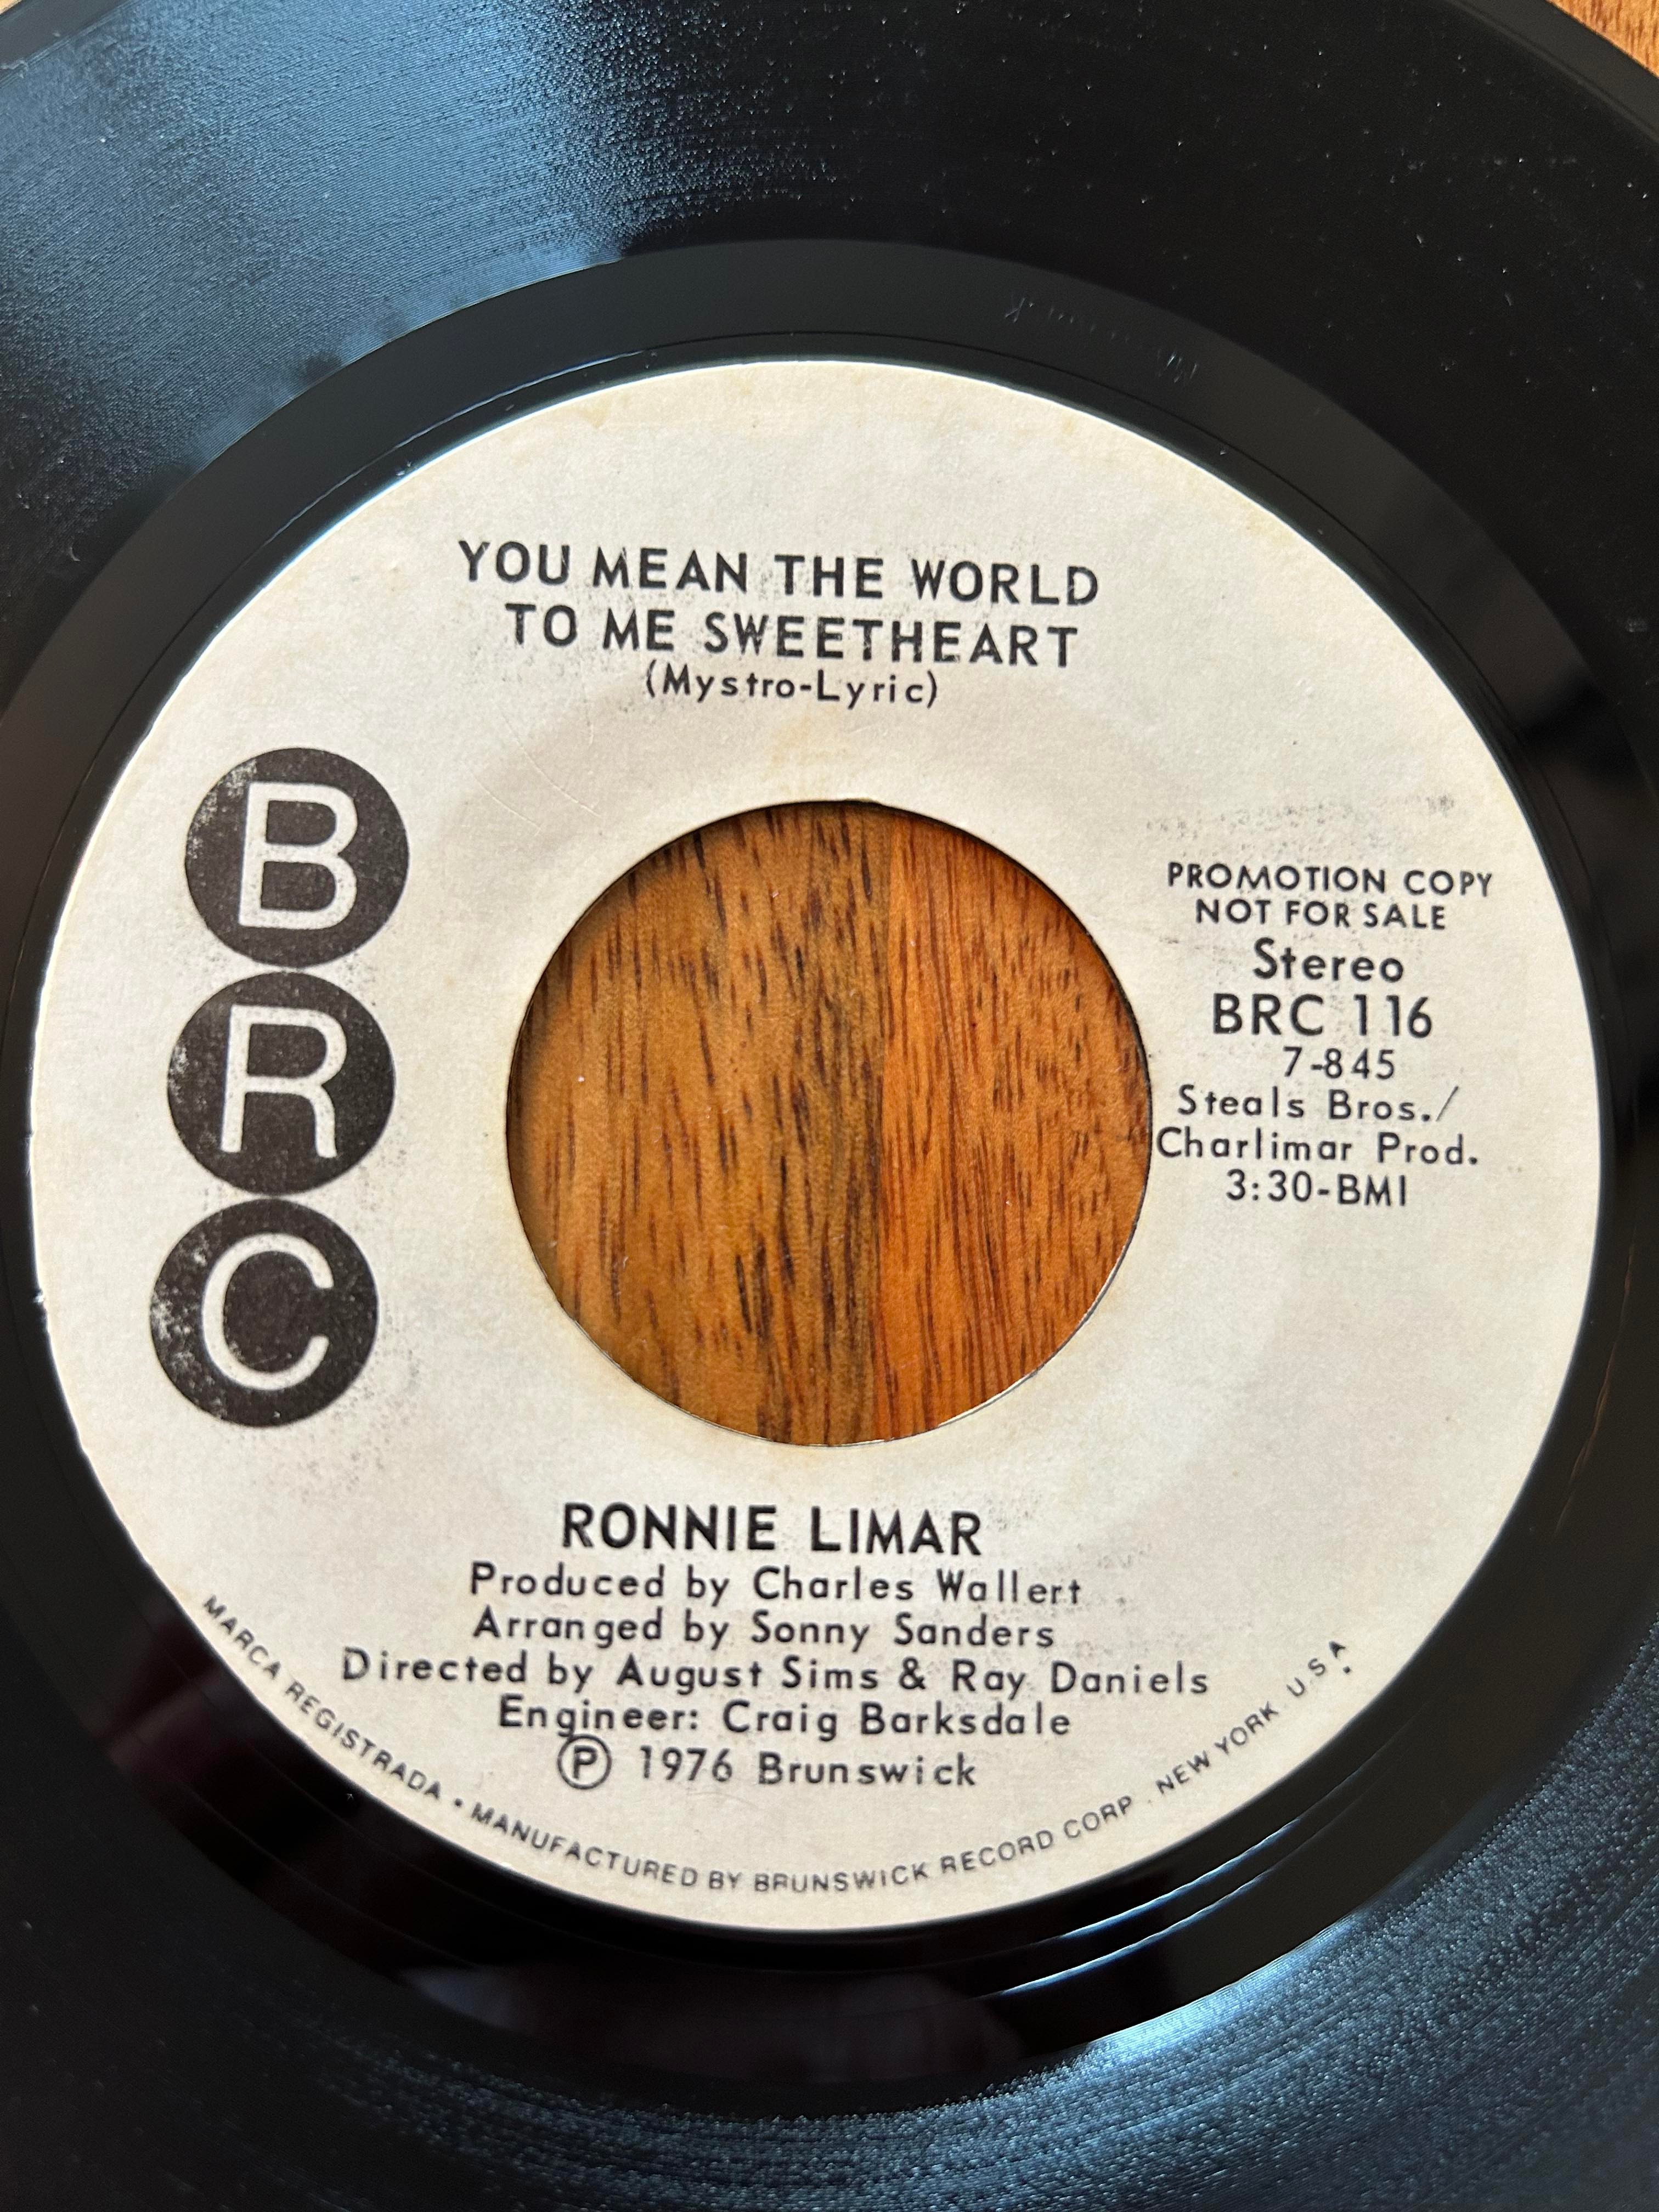 YOU MEAN THE WORLD
TO ME SWEETHEART
(Mystro-Lyric)
B
R
C
PROMOTION COPY
NOT FOR SALE
Stereo
BRC 116
7-845
Steals Bros./
Charlimar Prod.
3:30-BMI
RONNIE LIMAR
Produced by Charles Wallert
Arranged by Sonny Sanders
Directed by August Sims & Ray Daniels
Engineer: Craig Barksdale
Ⓟ 1976 Brunswick
MARCA REGISTRADA • MANUFACTURED BY BRUNSWICK RECORD CORP. NEW YORK U.S.A.